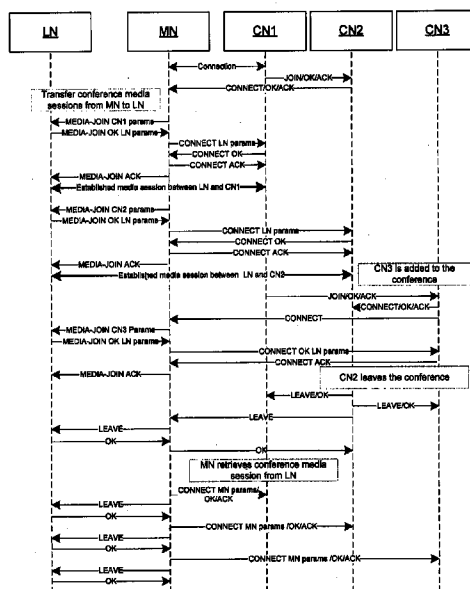 LN MN CN1 CN2 CN3
Connection
JOIN/OK/ACK
CONNECT/OK/ACK
Transfer conference media
sessions from MN to LN
MEDIA-JOIN CN1 params
MEDIA-JOIN OK LN params
CONNECT LN params
CONNECT OK
CONNECT ACK
MEDIA-JOIN ACK
Established media session between LN and CN1
MEDIA-JOIN CN2 params
MEDIA-JOIN OK LN params
CONNECT LN params
CONNECT OK
CONNECT ACK
MEDIA-JOIN ACK
Established media session between LN and CN2
CN3 is added to the
conference
JOIN/OK/ACK
CONNECT/OK/ACK
CONNECT
MEDIA-JOIN CN3 Params
MEDIA-JOIN OK LN params
CONNECT OK LN params
CONNECT ACK
MEDIA-JOIN ACK
CN2 leaves the conference
LEAVE/OK
LEAVE/OK
LEAVE
LEAVE
OK
OK
MN retrieves conference media
session from LN
CONNECT MN params/
OK/ACK
LEAVE
OK
CONNECT MN params /OK/ACK
LEAVE
OK
CONNECT MN params /OK/ACK
LEAVE
OK